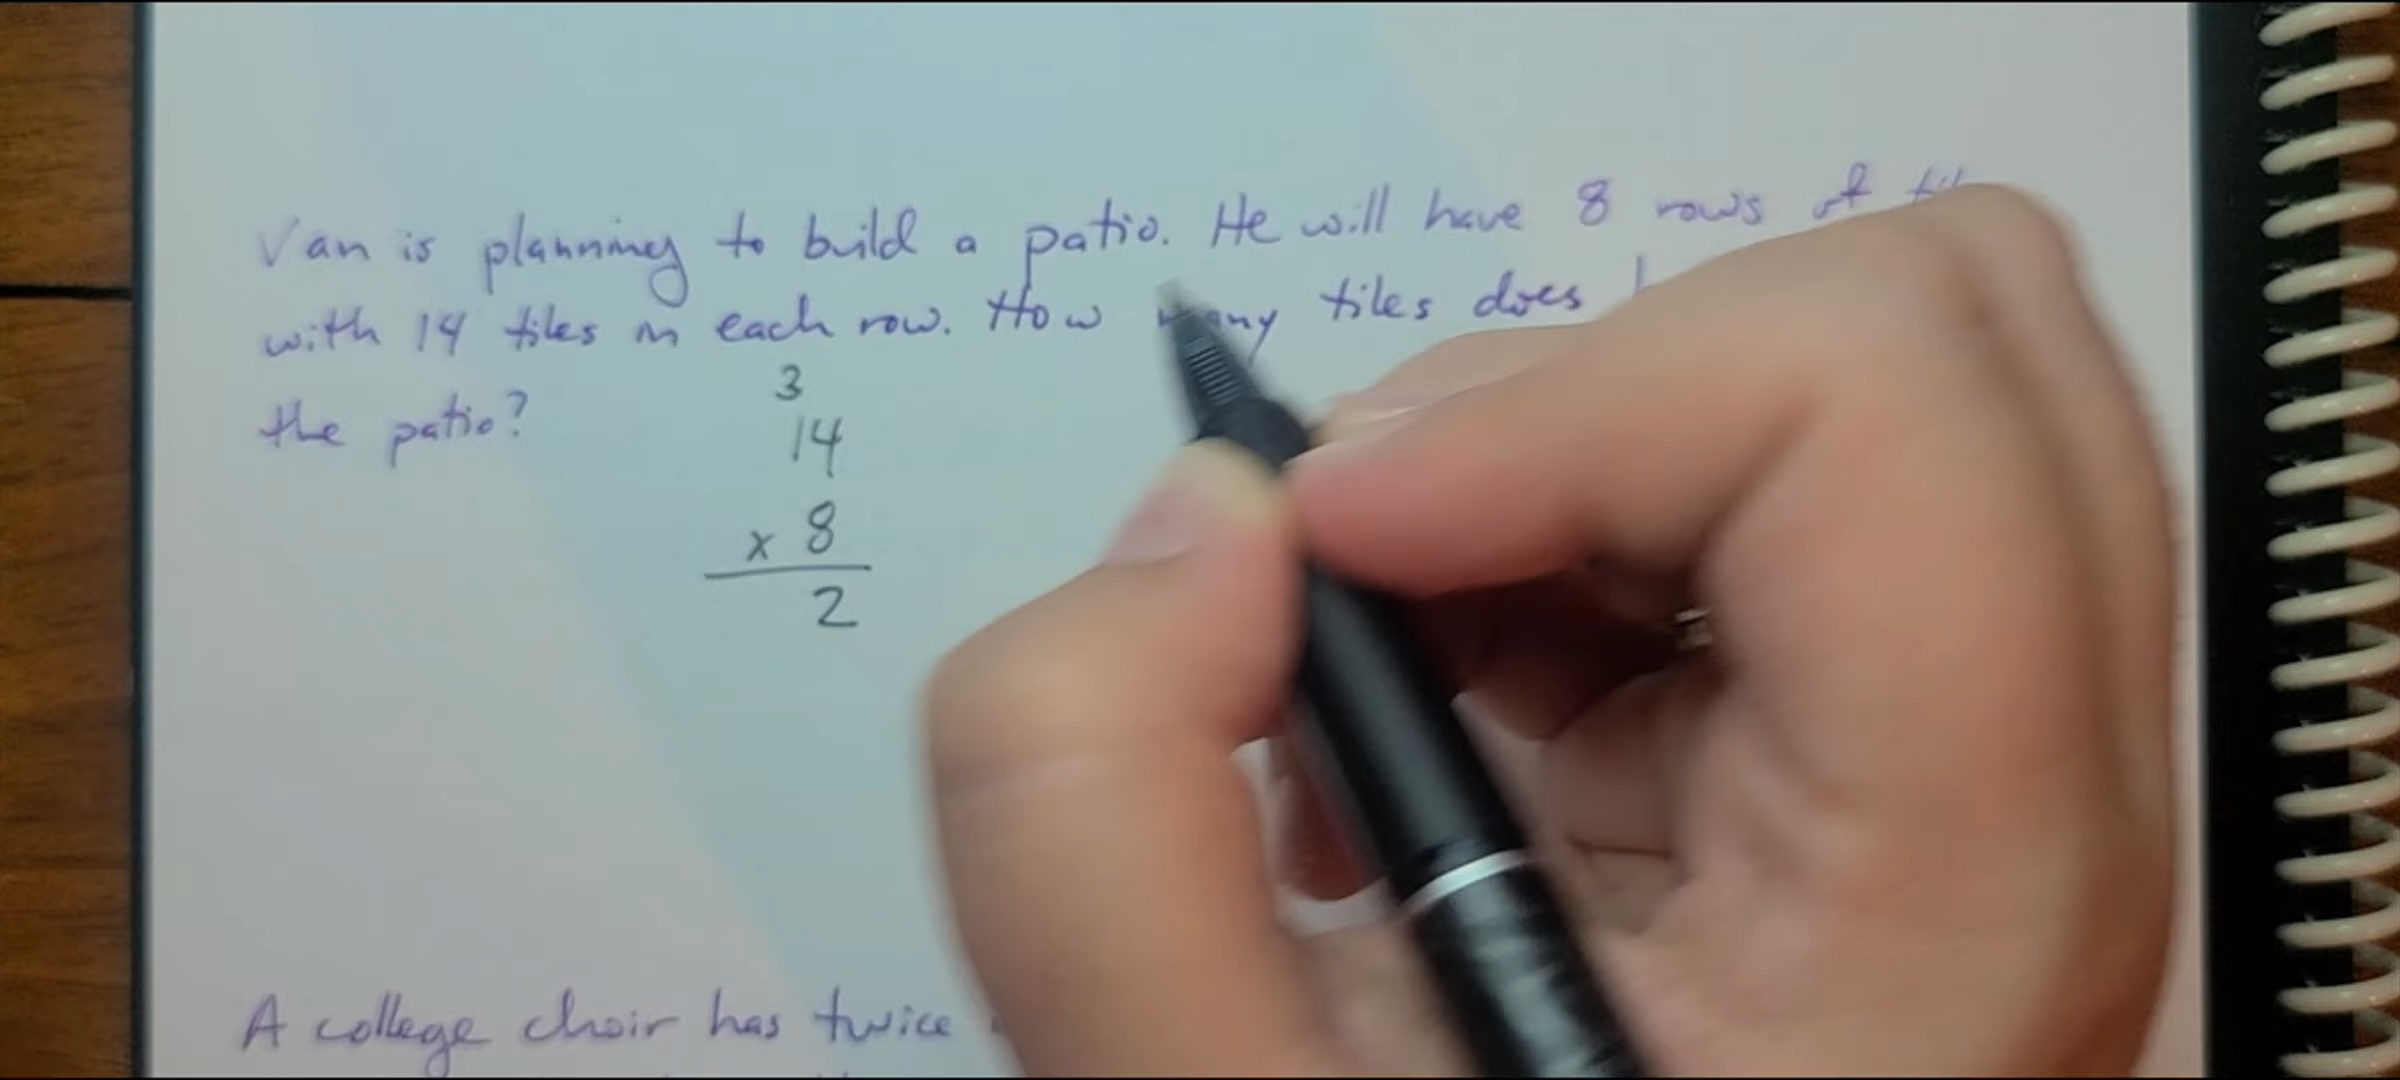 Van is planning to build a patio. He will have 8 rows of
with 14 tiles in each row. How many tiles does
the patio?
3
14
x 8
2
A college choir has twice